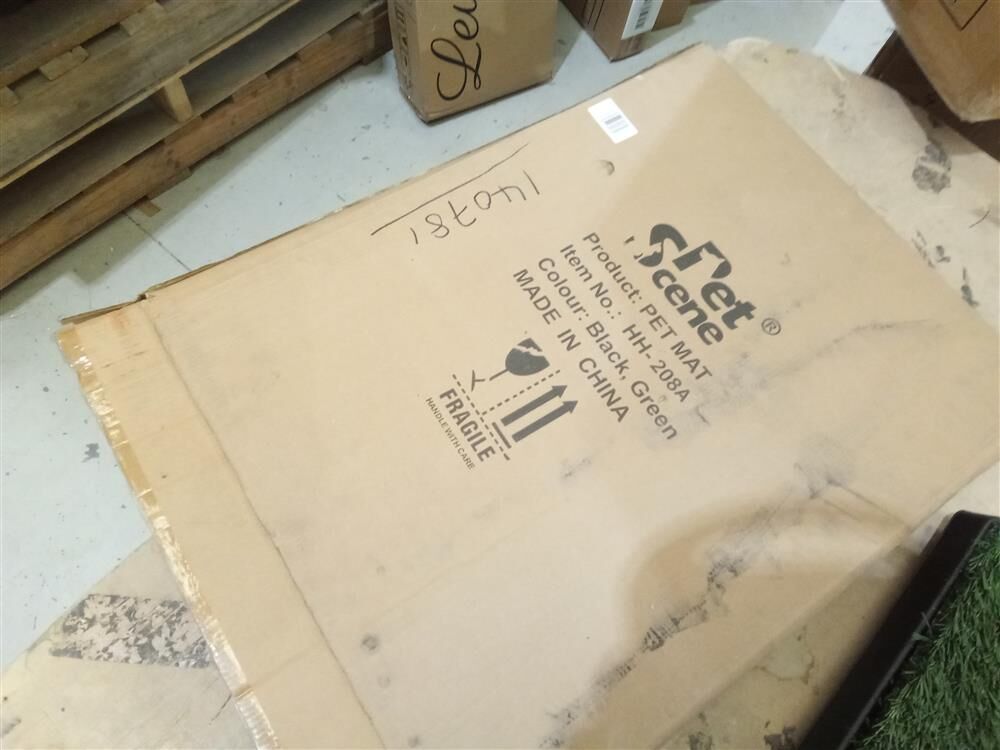 Pet
Scene®
Product: PET MAT
Item No.: HH-208A
Colour: Black, Green
MADE IN CHINA
FRAGILE
HANDLE WITH CARE
140781
Lev